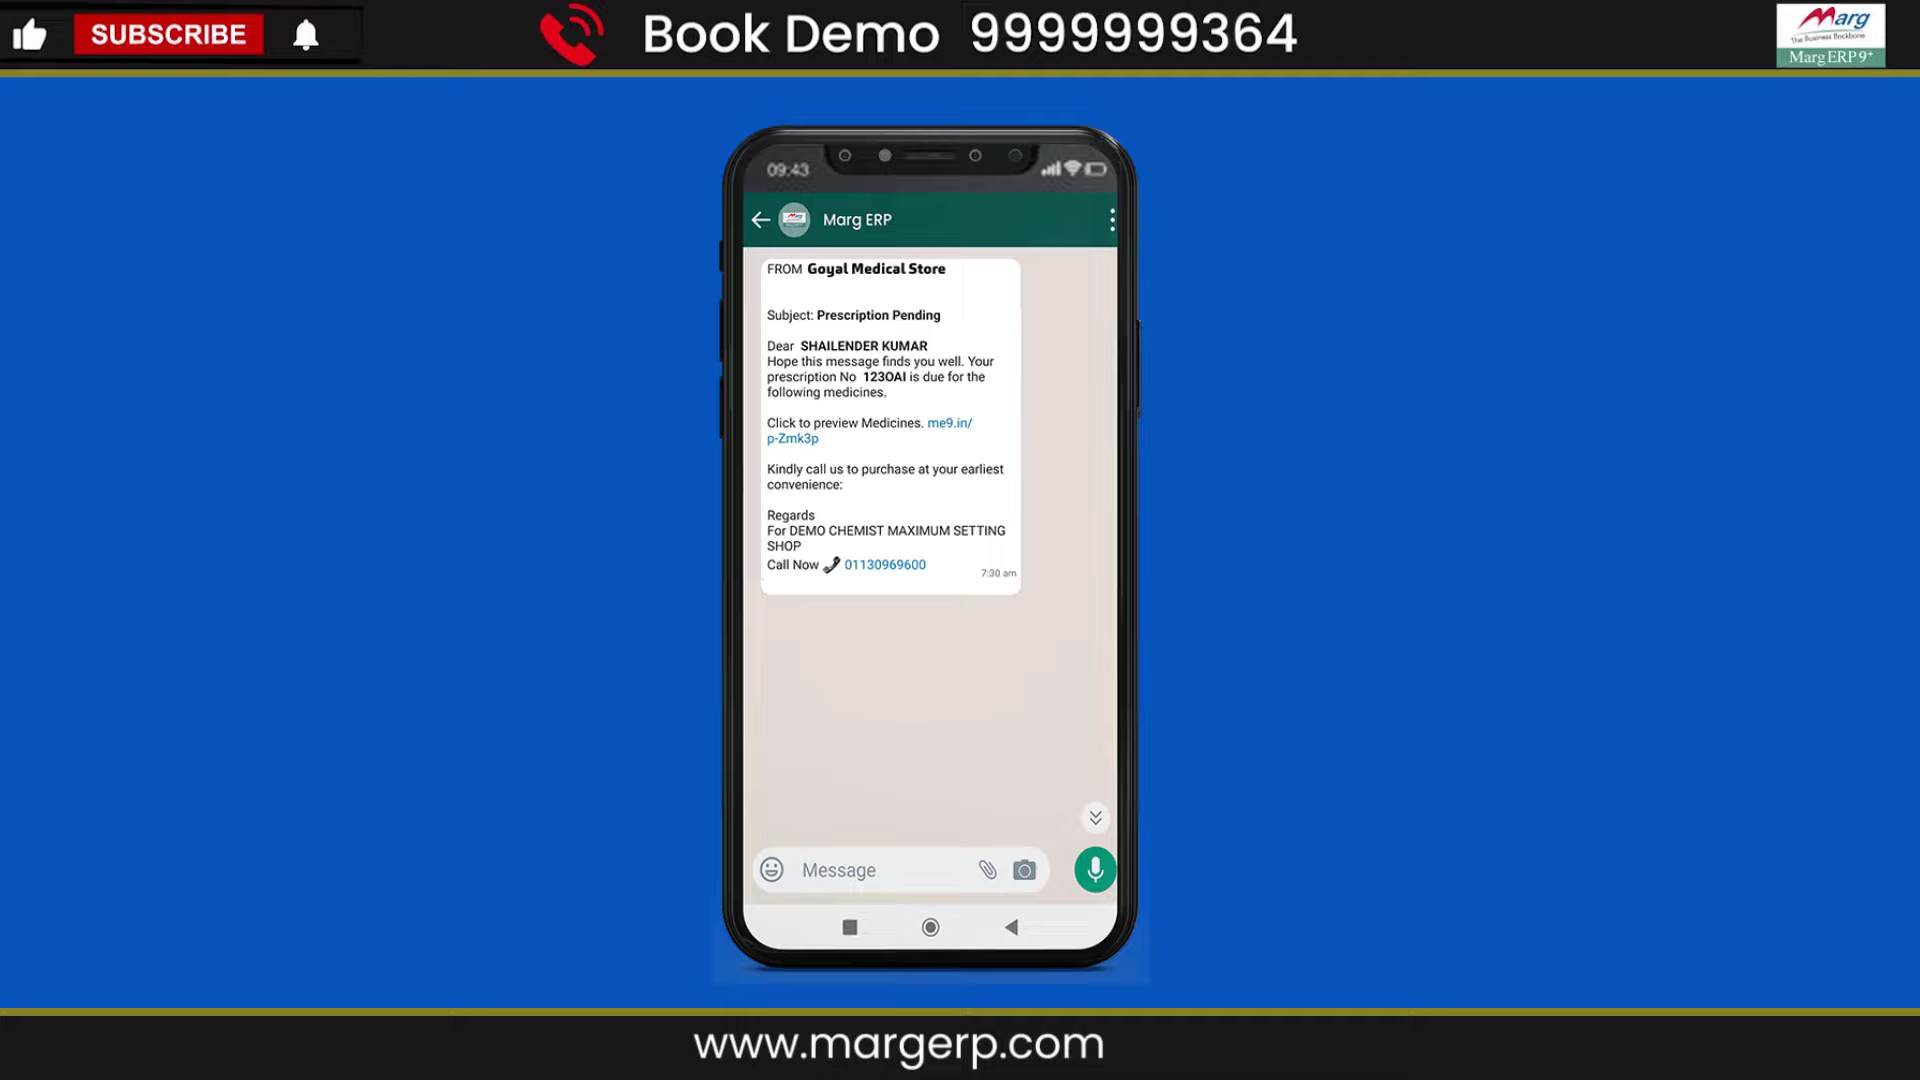 SUBSCRIBE
Book Demo 9999999364
Marg
The Business Backbone
Marg ERP 9+
09:43
Marg ERP
FROM Goyal Medical Store
Subject: Prescription Pending
Dear SHAILENDER KUMAR
Hope this message finds you well. Your
prescription No 123OAI is due for the
following medicines.
Click to preview Medicines. me9.in/
p-Zmk3p
Kindly call us to purchase at your earliest
convenience:
Regards
For DEMO CHEMIST MAXIMUM SETTING
SHOP
Call Now 01130969600
7:30 am
Message
www.margerp.com